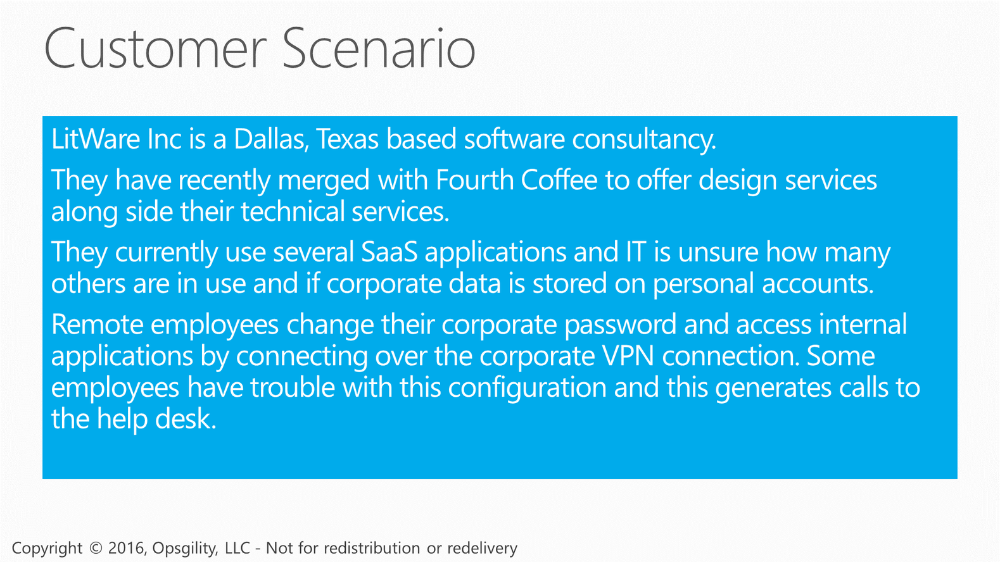 Customer Scenario
LitWare Inc is a Dallas, Texas based software consultancy.
They have recently merged with Fourth Coffee to offer design services
along side their technical services.
They currently use several SaaS applications and IT is unsure how many
others are in use and if corporate data is stored on personal accounts.
Remote employees change their corporate password and access internal
applications by connecting over the corporate VPN connection. Some
employees have trouble with this configuration and this generates calls to
the help desk.
Copyright © 2016, Opsgility, LLC - Not for redistribution or redelivery